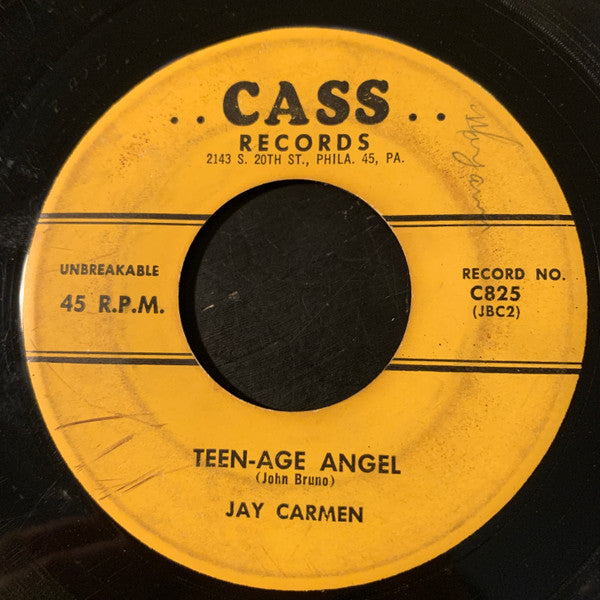 .. CASS ..
RECORDS
2143 S. 20TH ST., PHILA. 45, PA.
UNBREAKABLE
45 R.P.M.
RECORD NO.
C825
(JBC2)
TEEN-AGE ANGEL
(John Bruno)
JAY CARMEN